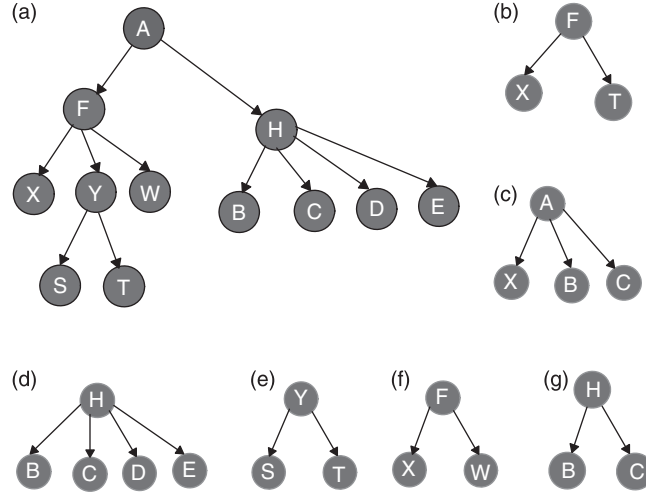 (a)
A
F
H
X Y W
B C D E
S T
(b)
F
X T
(c)
A
X B C
(d)
H
B C D E
(e)
Y
S T
(f)
F
X W
(g)
H
B C